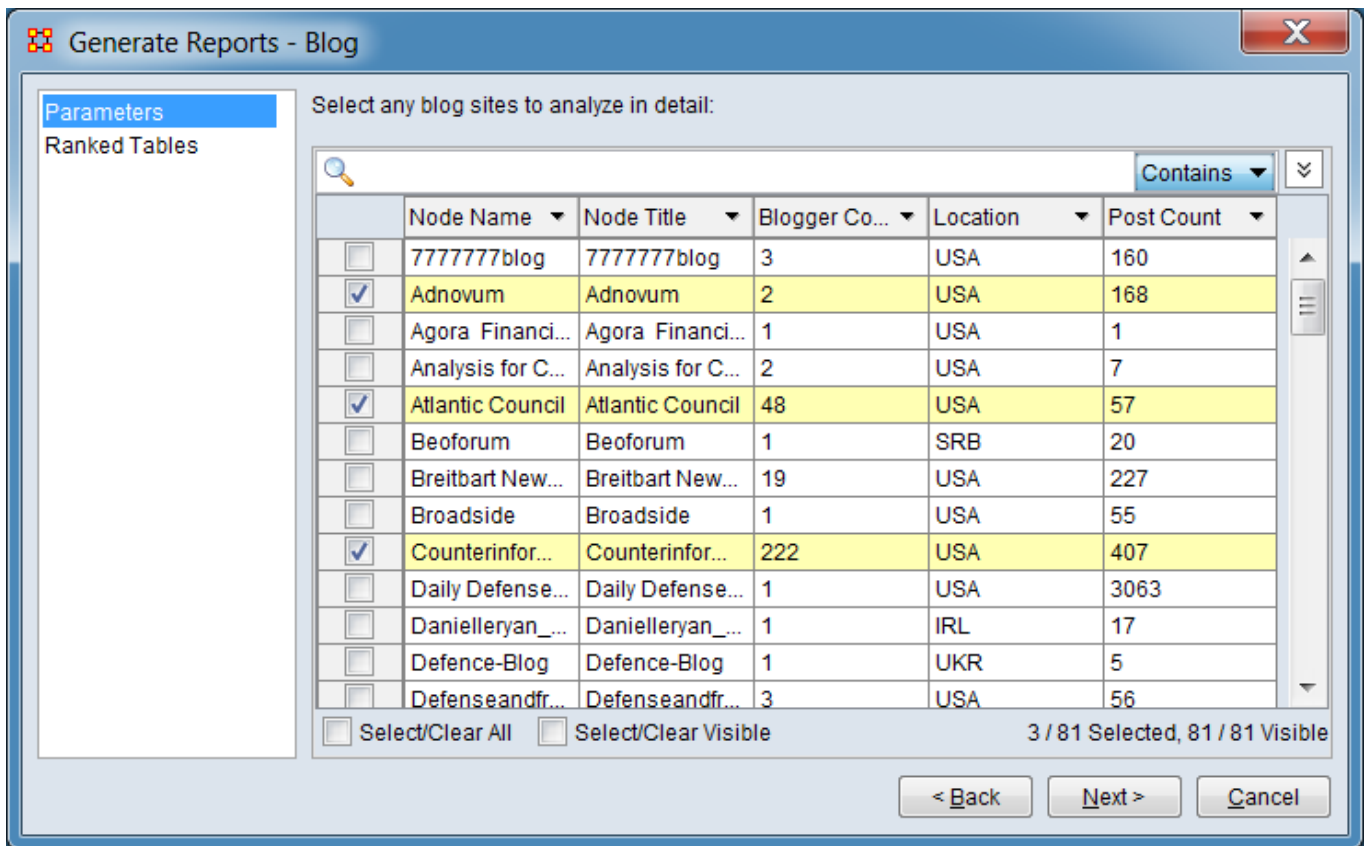 Generate Reports - Blog
Parameters
Ranked Tables
Select any blog sites to analyze in detail:
Contains
Node Name Node Title Blogger Co... Location Post Count
7777777blog 7777777blog 3 USA 160
Adnovum Adnovum 2 USA 168
Agora Financi... Agora Financi... 1 USA 1
Analysis for C... Analysis for C... 2 USA 7
Atlantic Council Atlantic Council 48 USA 57
Beoforum Beoforum 1 SRB 20
Breitbart New... Breitbart New... 19 USA 227
Broadside Broadside 1 USA 55
Counterinfor... Counterinfor... 222 USA 407
Daily Defense... Daily Defense... 1 USA 3063
Danielleryan_... Danielleryan_... 1 IRL 17
Defence-Blog Defence-Blog 1 UKR 5
Defenseandfr... Defenseandfr... 3 USA 56
Select/Clear All Select/Clear Visible 3 / 81 Selected, 81 / 81 Visible
< Back Next > Cancel